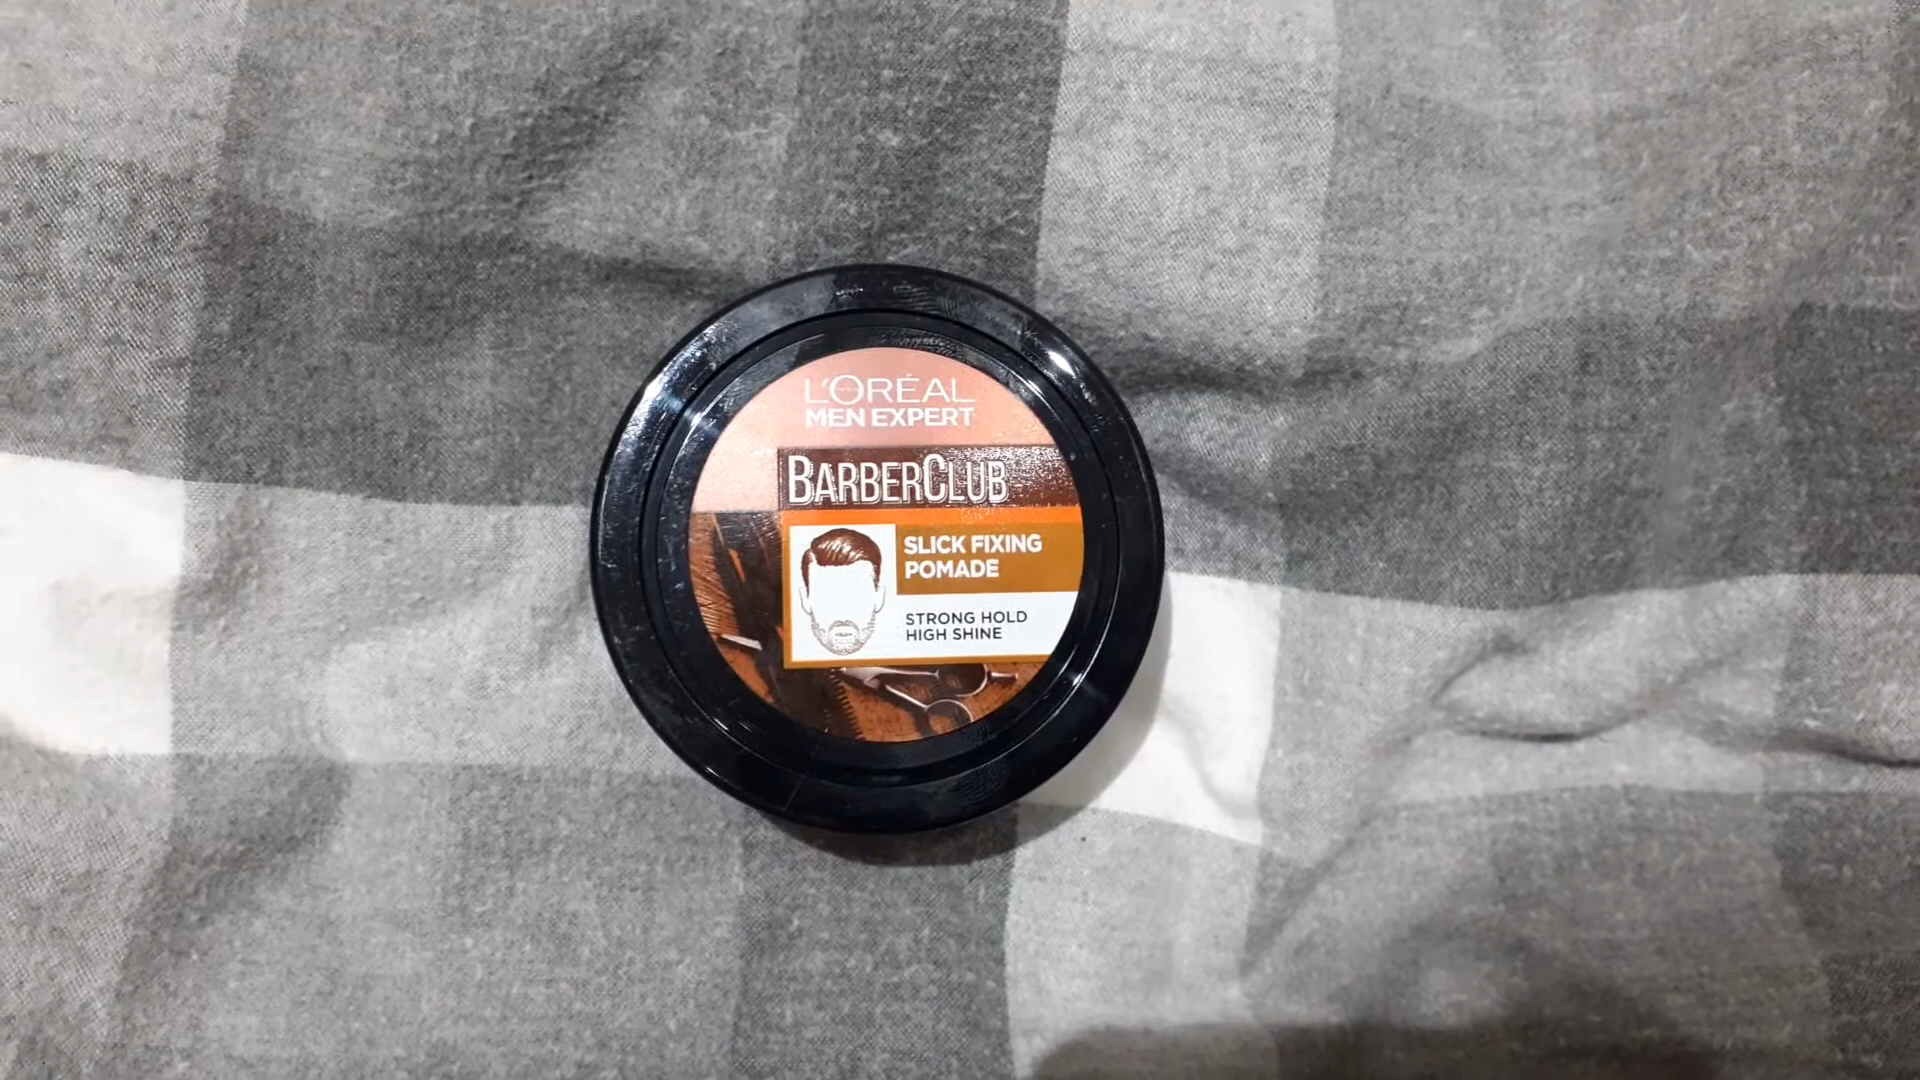 L'ORÉAL
MEN EXPERT
BARBERCLUB
SLICK FIXING
POMADE
STRONG HOLD
HIGH SHINE